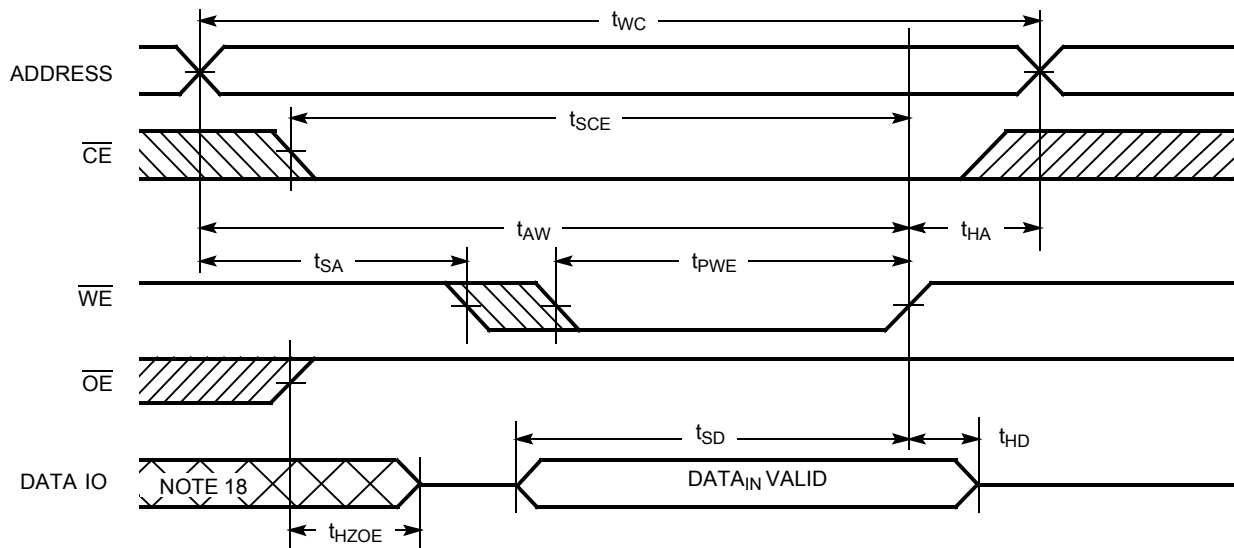 tWC
ADDRESS
tSCE
CE
tAW
tHA
tSA
tPWE
WE
OE
tSD
tHD
DATA IO
NOTE 18
DATAIN VALID
tHZOE